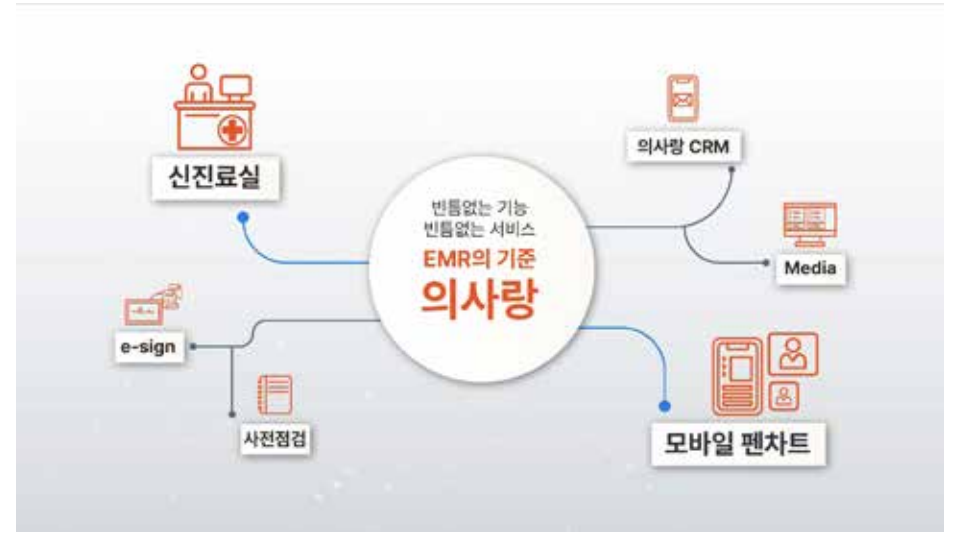 신진료실
의사랑 CRM
빈틈없는 기능
빈틈없는 서비스
EMR의 기준
의사랑
Media
e-sign
사전점검
모바일 펜차트